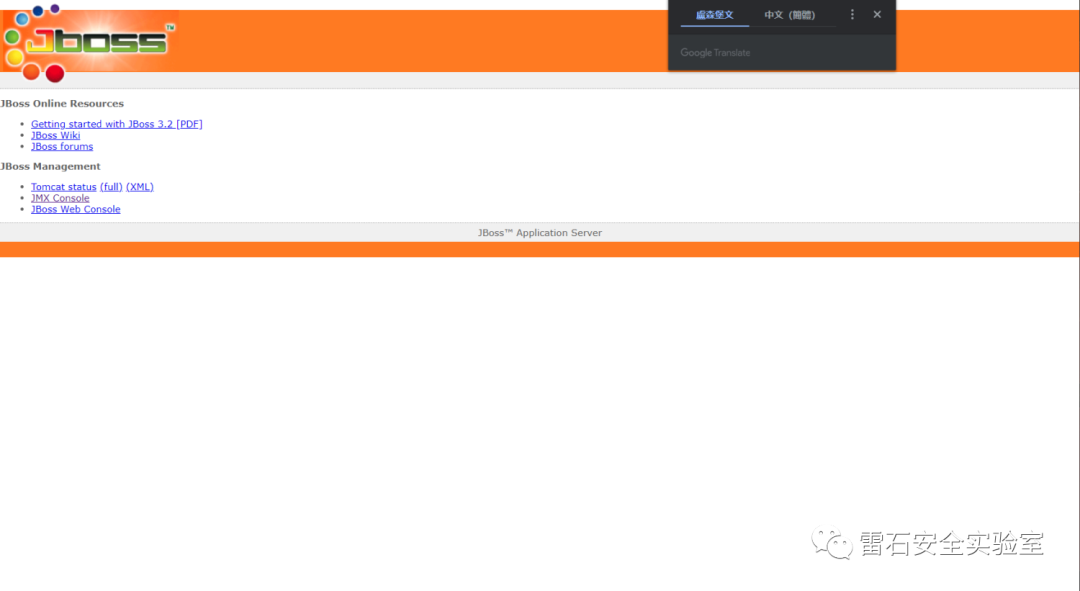 Jboss™
盧森堡文 中文（簡體）
Google Translate
JBoss Online Resources
Getting started with JBoss 3.2 [PDF]
JBoss Wiki
JBoss forums
JBoss Management
Tomcat status (full) (XML)
JMX Console
JBoss Web Console
JBoss™ Application Server
雷石安全实验室